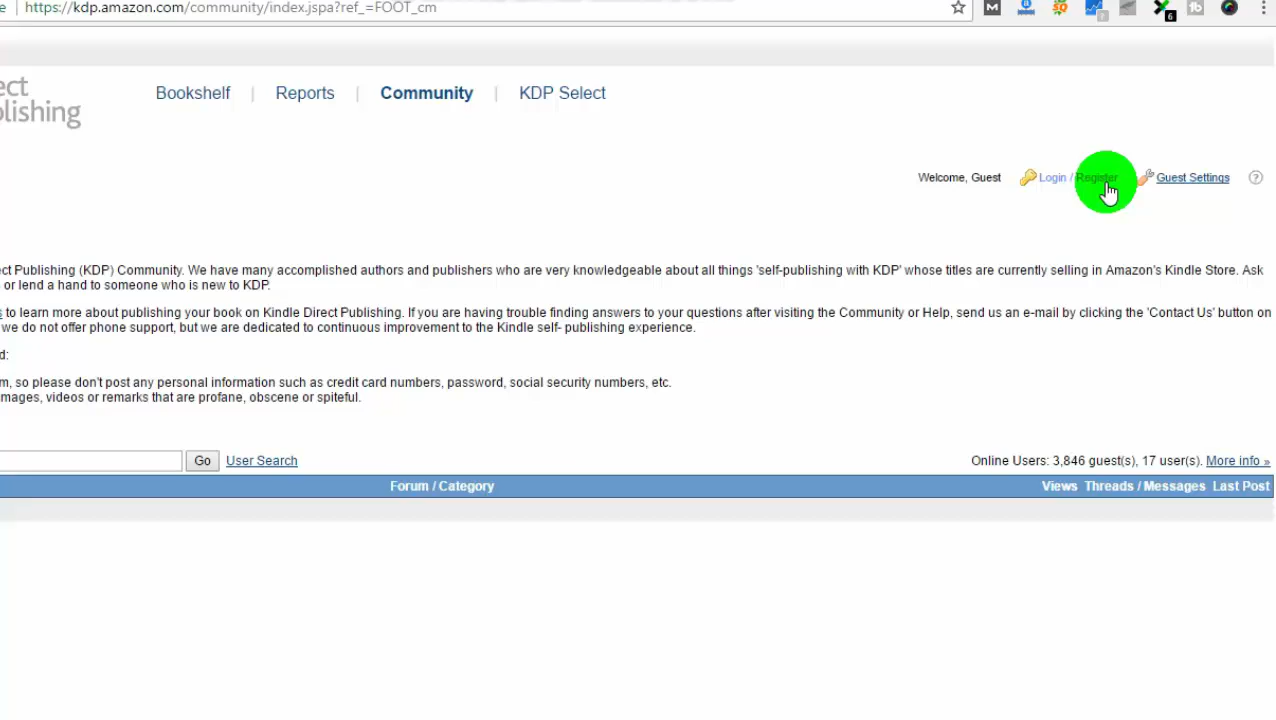 https://kdp.amazon.com/community/index.jspa?ref_=FOOT_cm
ect
lishing
Bookshelf | Reports | Community | KDP Select
Welcome, Guest Login / Register Guest Settings ?
ct Publishing (KDP) Community. We have many accomplished authors and publishers who are very knowledgeable about all things 'self-publishing with KDP' whose titles are currently selling in Amazon's Kindle Store. Ask
or lend a hand to someone who is new to KDP.
s to learn more about publishing your book on Kindle Direct Publishing. If you are having trouble finding answers to your questions after visiting the Community or Help, send us an e-mail by clicking the 'Contact Us' button on
we do not offer phone support, but we are dedicated to continuous improvement to the Kindle self- publishing experience.
d:
m, so please don't post any personal information such as credit card numbers, password, social security numbers, etc.
mages, videos or remarks that are profane, obscene or spiteful.
Go User Search Online Users: 3,846 guest(s), 17 user(s). More info »
Forum / Category Views Threads / Messages Last Post